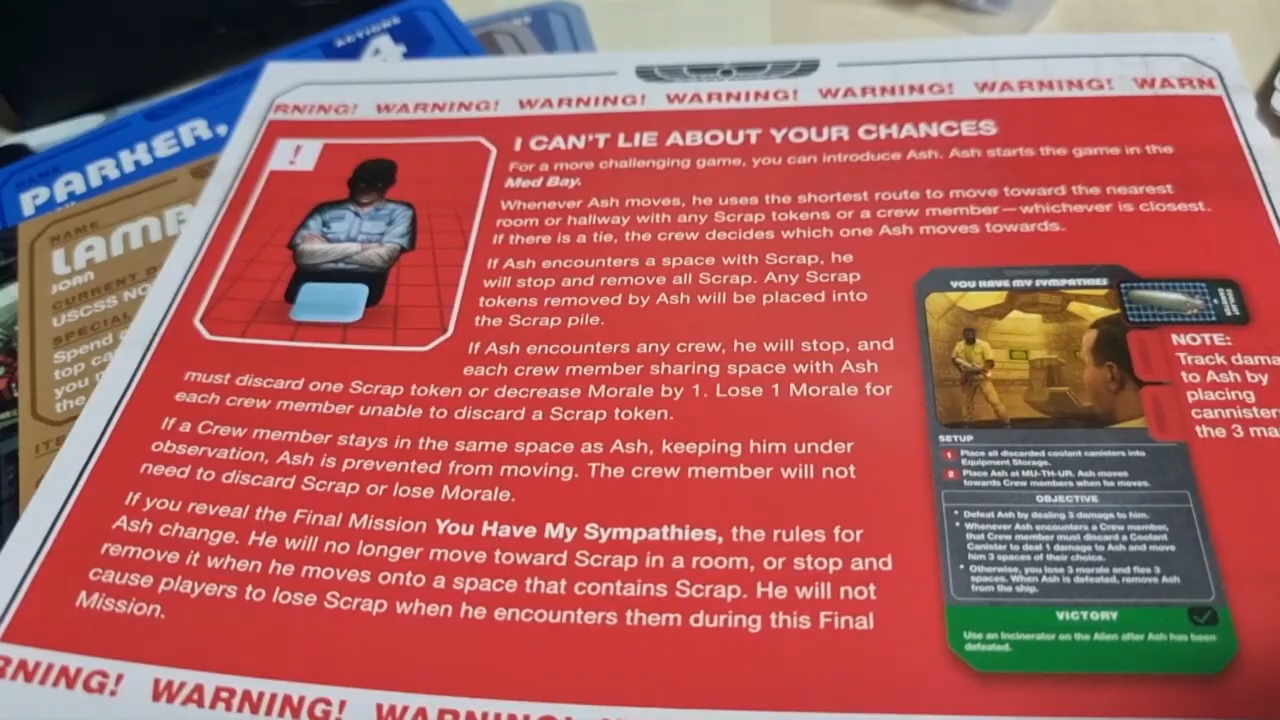 ACTIONS
4
NAME
PARKER,
NAME
LAMB
JOAN
CURRENT D
USCSS NO
SPECIAL
Spend
top ca
you
the
ITE
RNING! WARNING! WARNING! WARNING! WARNING! WARNING! WARN
!
I CAN'T LIE ABOUT YOUR CHANCES
For a more challenging game, you can introduce Ash. Ash starts the game in the
Med Bay.
Whenever Ash moves, he uses the shortest route to move toward the nearest
room or hallway with any Scrap tokens or a crew member—whichever is closest.
If there is a tie, the crew decides which one Ash moves towards.
If Ash encounters a space with Scrap, he
will stop and remove all Scrap. Any Scrap
tokens removed by Ash will be placed into
the Scrap pile.
If Ash encounters any crew, he will stop, and
each crew member sharing space with Ash
must discard one Scrap token or decrease Morale by 1. Lose 1 Morale for
each crew member unable to discard a Scrap token.
If a Crew member stays in the same space as Ash, keeping him under
observation, Ash is prevented from moving. The crew member will not
need to discard Scrap or lose Morale.
If you reveal the Final Mission You Have My Sympathies, the rules for
Ash change. He will no longer move toward Scrap in a room, or stop and
remove it when he moves onto a space that contains Scrap. He will not
cause players to lose Scrap when he encounters them during this Final
Mission.
YOU HAVE MY SYMPATHIES
COOLANT
CANISTER
SETUP
1 Place all discarded coolant canisters into
Equipment Storage.
2 Place Ash at MU-TH-UR. Ash moves
towards Crew members when he moves.
OBJECTIVE
• Defeat Ash by dealing 3 damage to him.
• Whenever Ash encounters a Crew member,
that Crew member must discard a Coolant
Canister to deal 1 damage to Ash and move
him 3 spaces of their choice.
• Otherwise, you lose 3 morale and flee 3
spaces. When Ash is defeated, remove Ash
from the ship.
VICTORY
Use an Incinerator on the Alien after Ash has been
defeated.
NOTE:
Track dama
to Ash by
placing
cannister
the 3 ma
RNING! WARNING! WARNING!